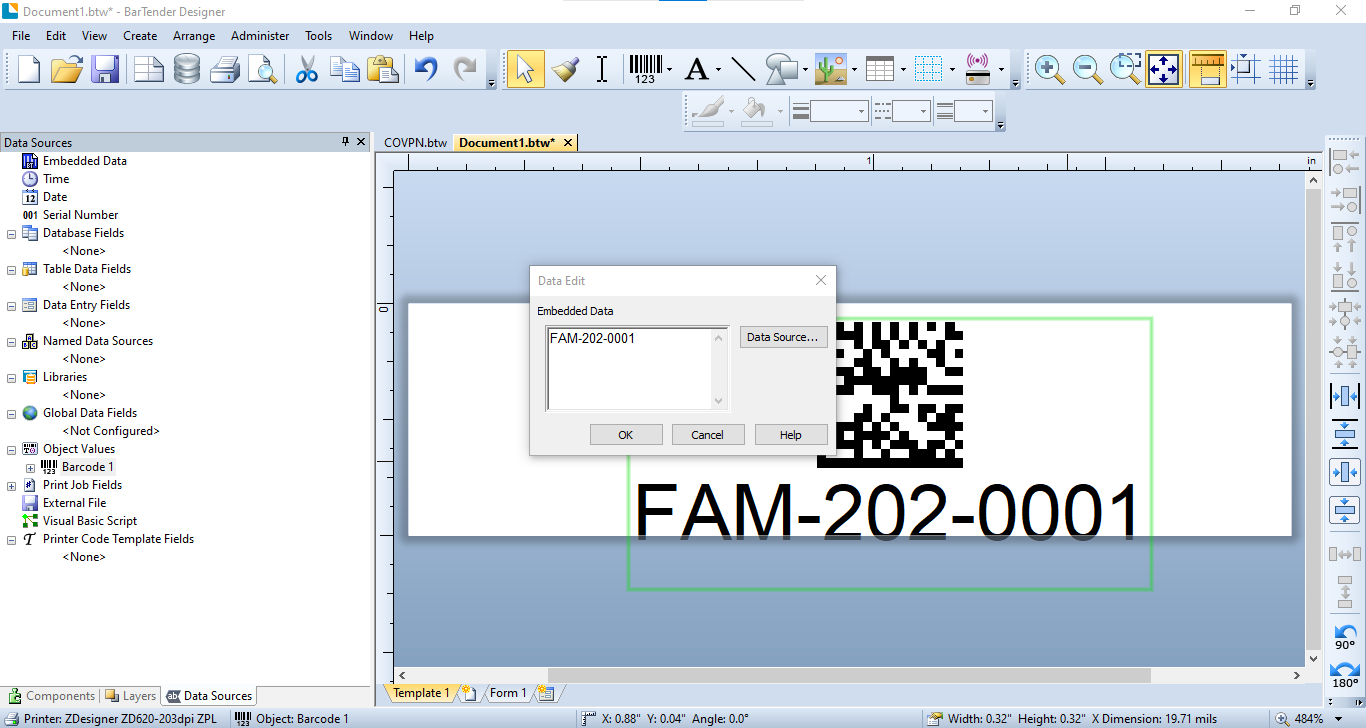 Document1.btw* - BarTender Designer
File Edit View Create Arrange Administer Tools Window Help
123
Data Sources
Embedded Data
Time
12 Date
001 Serial Number
Database Fields
<None>
Table Data Fields
<None>
Data Entry Fields
<None>
Named Data Sources
<None>
Libraries
<None>
Global Data Fields
<Not Configured>
Object Values
123 Barcode 1
Print Job Fields
External File
Visual Basic Script
Printer Code Template Fields
<None>
COVPN.btw Document1.btw*
1 in
0
Data Edit
Embedded Data
FAM-202-0001
Data Source...
OK Cancel Help
FAM-202-0001
90°
180°
Components Layers Data Sources
Template 1 Form 1
Printer: ZDesigner ZD620-203dpi ZPL Object: Barcode 1 X: 0.88" Y: 0.04" Angle: 0.0° Width: 0.32" Height: 0.32" X Dimension: 19.71 mils 484%